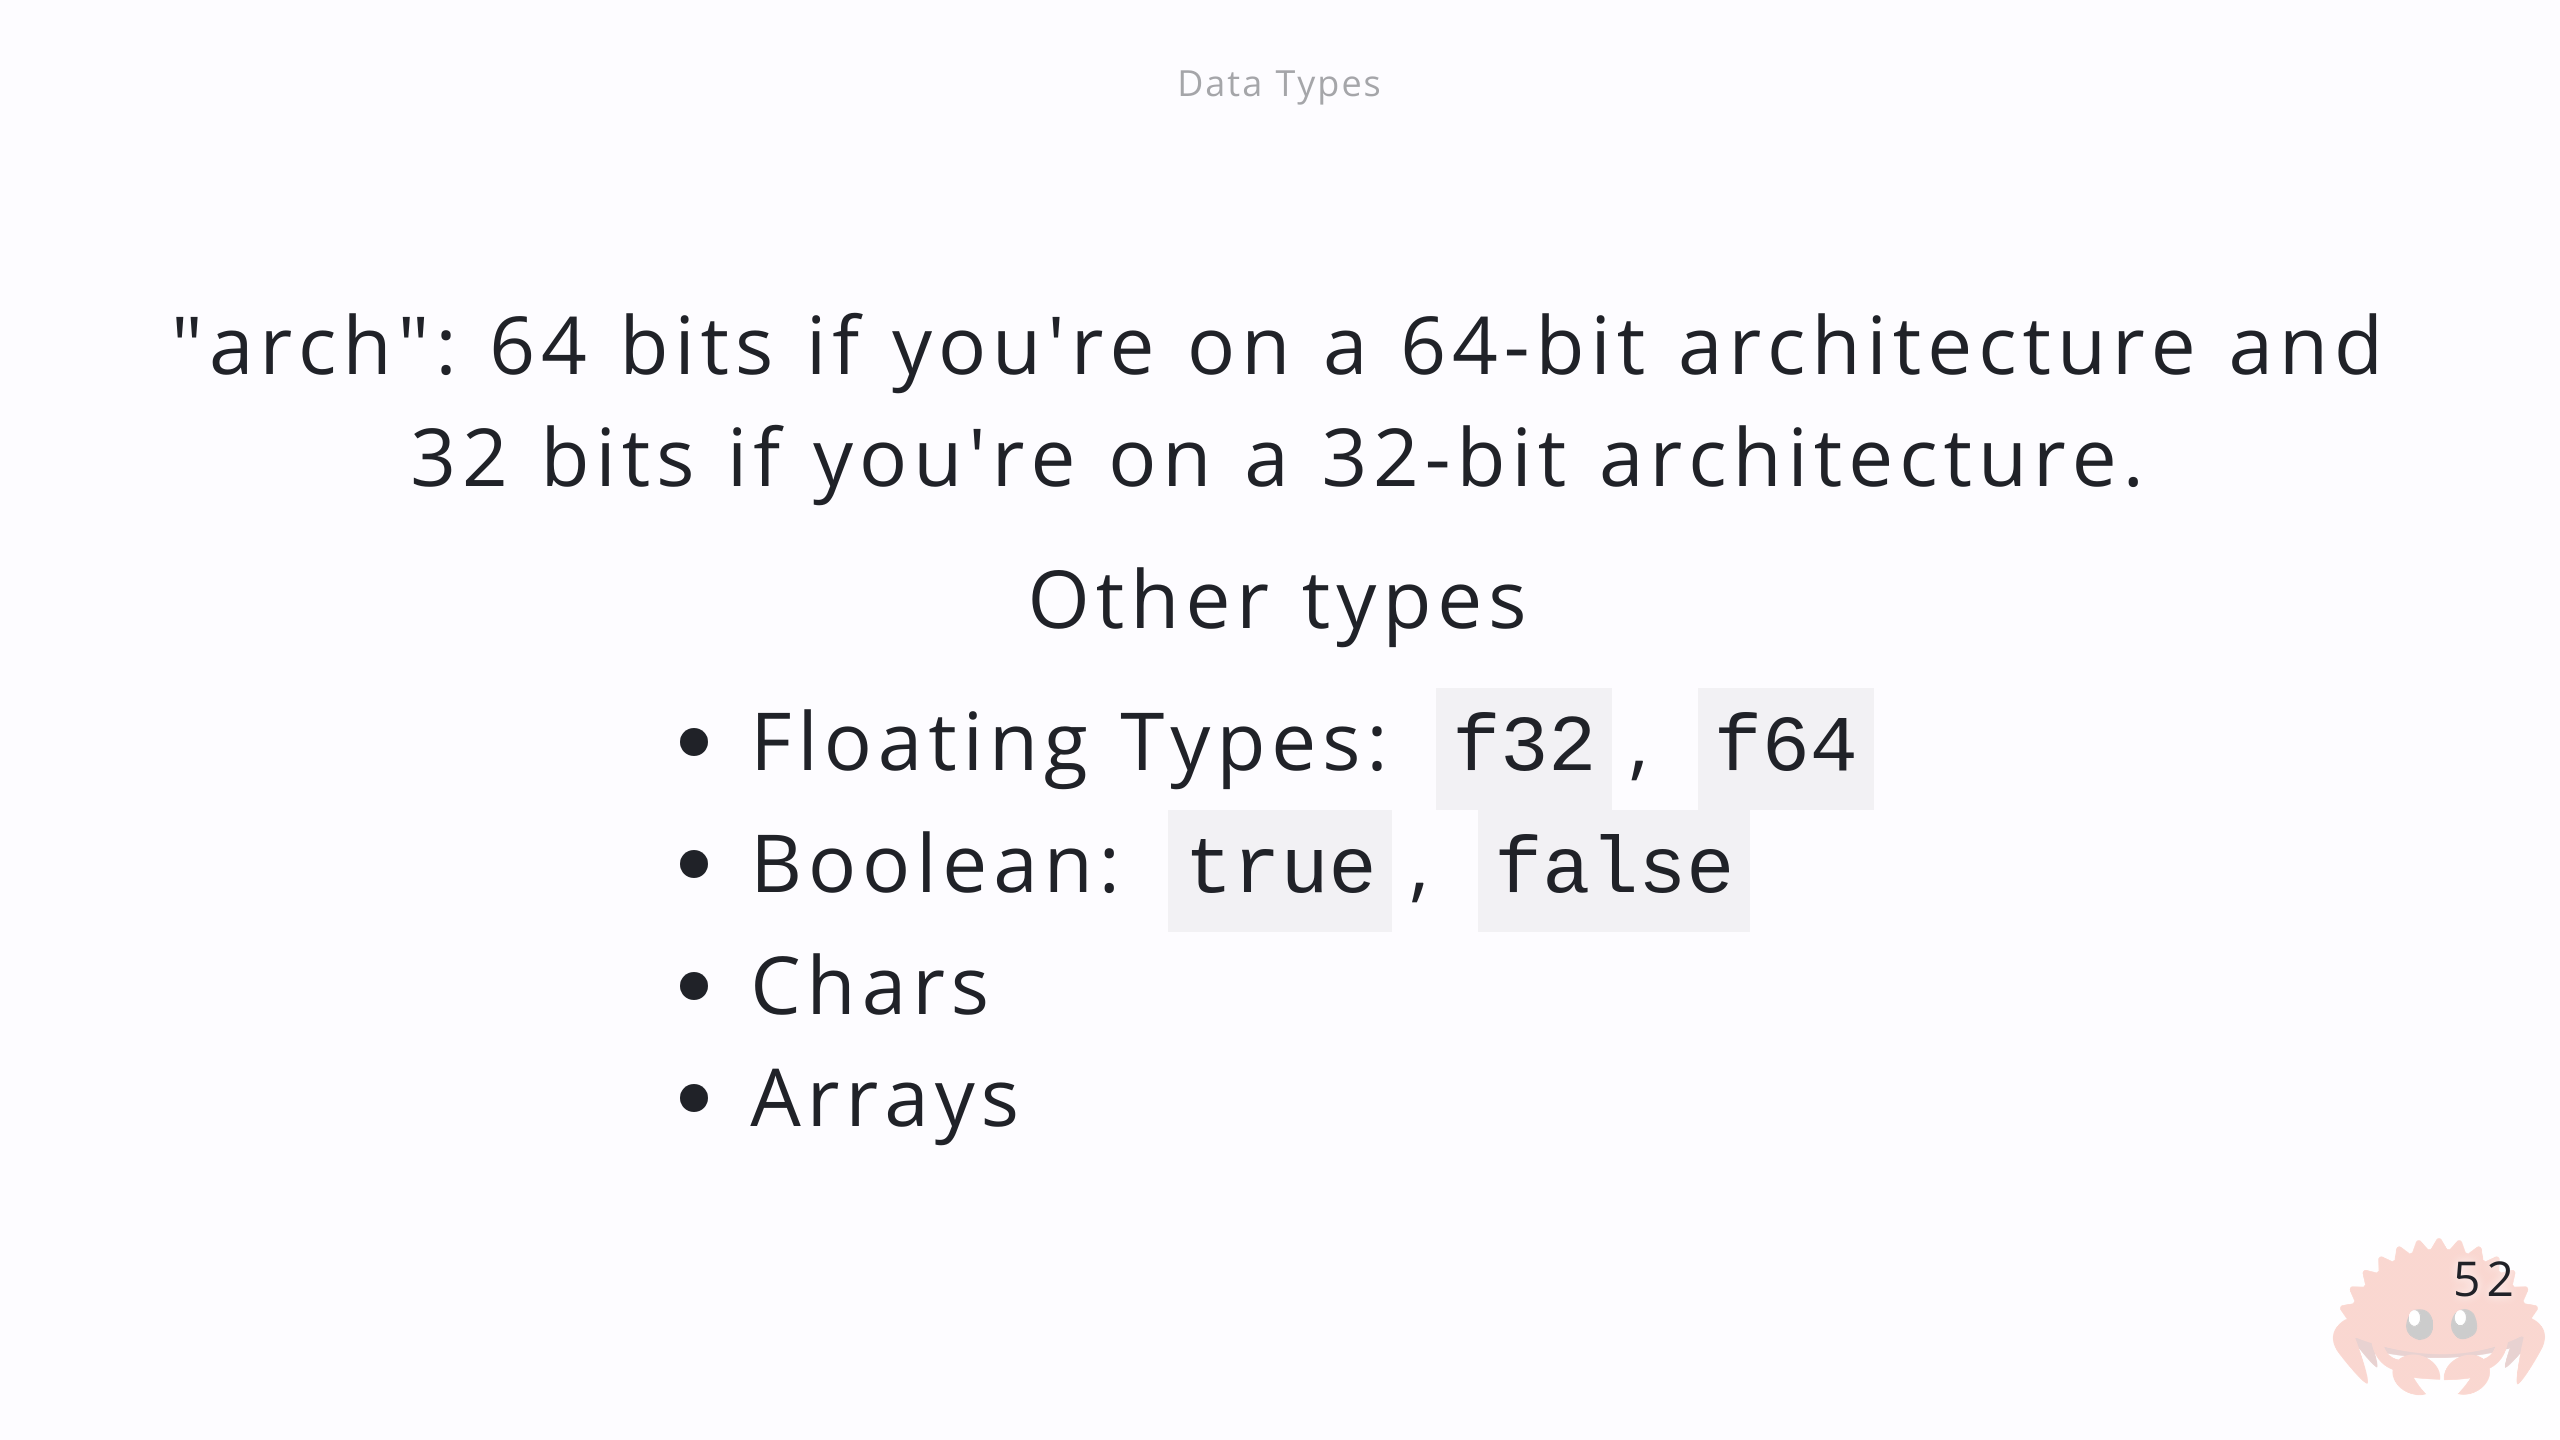 Data Types
"arch": 64 bits if you're on a 64-bit architecture and
32 bits if you're on a 32-bit architecture.
Other types
• Floating Types: f32, f64
• Boolean: true, false
• Chars
• Arrays
52